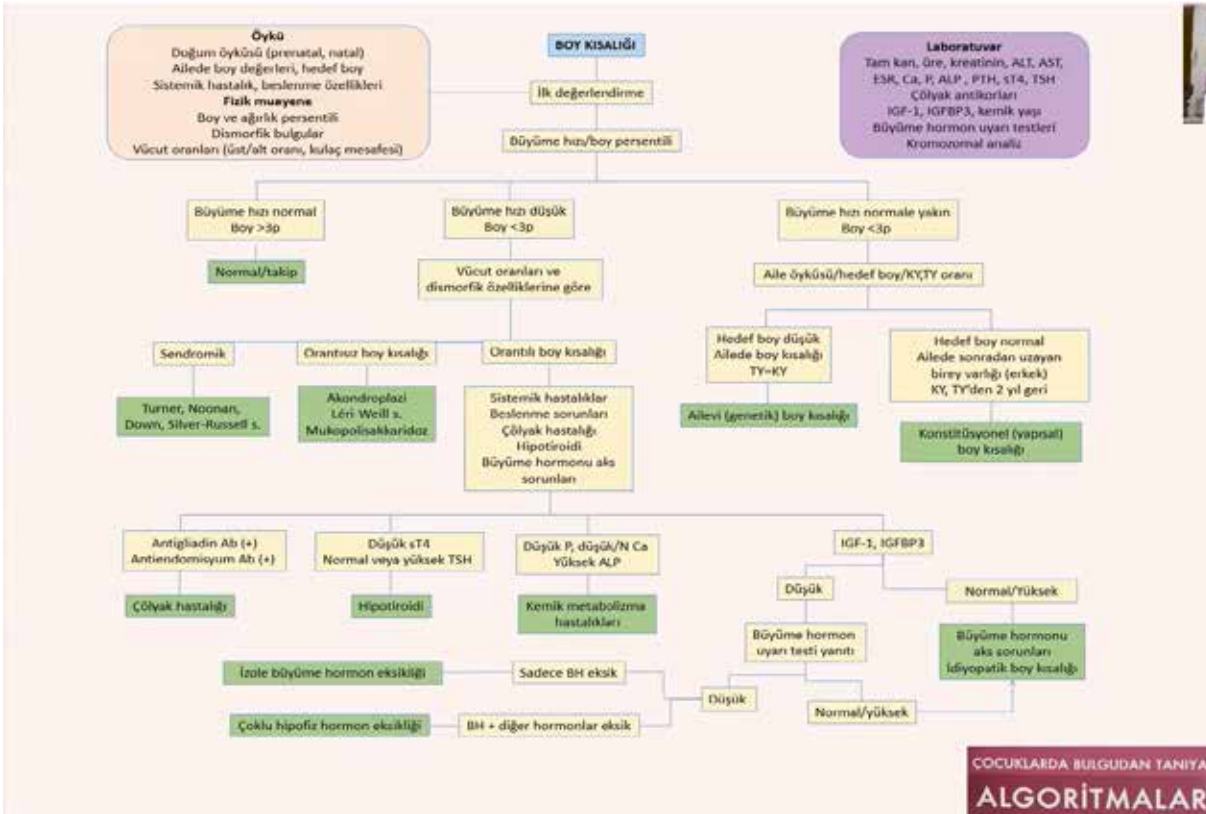 Öykü
Doğum öyküsü (prenatal, natal)
Ailede boy değerleri, hedef boy
Sistemik hastalık, beslenme özellikleri
Fizik muayene
Boy ve ağırlık persentili
Dismorfik bulgular
Vücut oranları (üst/alt oranı, kulaç mesafesi)
BOY KISALIĞI
İlk değerlendirme
Büyüme hızı/boy persentili
Laboratuvar
Tam kan, üre, kreatinin, ALT, AST,
ESR, Ca, P, ALP , PTH, sT4, TSH
Çölyak antikorları
IGF-1, IGFBP3, kemik yaşı
Büyüme hormon uyarı testleri
Kromozomal analiz
Büyüme hızı normal
Boy >3p
Normal/takip
Büyüme hızı düşük
Boy <3p
Vücut oranları ve
dismorfik özelliklerine göre
Büyüme hızı normale yakın
Boy <3p
Aile öyküsü/hedef boy/KY,TY oranı
Sendromik
Turner, Noonan,
Down, Silver-Russell s.
Orantısız boy kısalığı
Akondroplazi
Léri Weill s.
Mukopolisakkaridoz
Orantılı boy kısalığı
Sistemik hastalıklar
Beslenme sorunları
Çölyak hastalığı
Hipotiroidi
Büyüme hormonu aks
sorunları
Hedef boy düşük
Ailede boy kısalığı
TY=KY
Ailevi (genetik) boy kısalığı
Hedef boy normal
Ailede sonradan uzayan
birey varlığı (erkek)
KY, TY'den 2 yıl geri
Konstitüsyonel (yapısal)
boy kısalığı
Antigliadin Ab (+)
Antiendomisyum Ab (+)
Çölyak hastalığı
Düşük sT4
Normal veya yüksek TSH
Hipotiroidi
Düşük P, düşük/N Ca
Yüksek ALP
Kemik metabolizma
hastalıkları
IGF-1, IGFBP3
Düşük
Normal/Yüksek
Büyüme hormon
uyarı testi yanıtı
Büyüme hormonu
aks sorunları
İdiyopatik boy kısalığı
İzole büyüme hormon eksikliği
Sadece BH eksik
Düşük
Normal/yüksek
Çoklu hipofiz hormon eksikliği
BH + diğer hormonlar eksik
ÇOCUKLARDA BULGUDAN TANIYA
ALGORİTMALAR